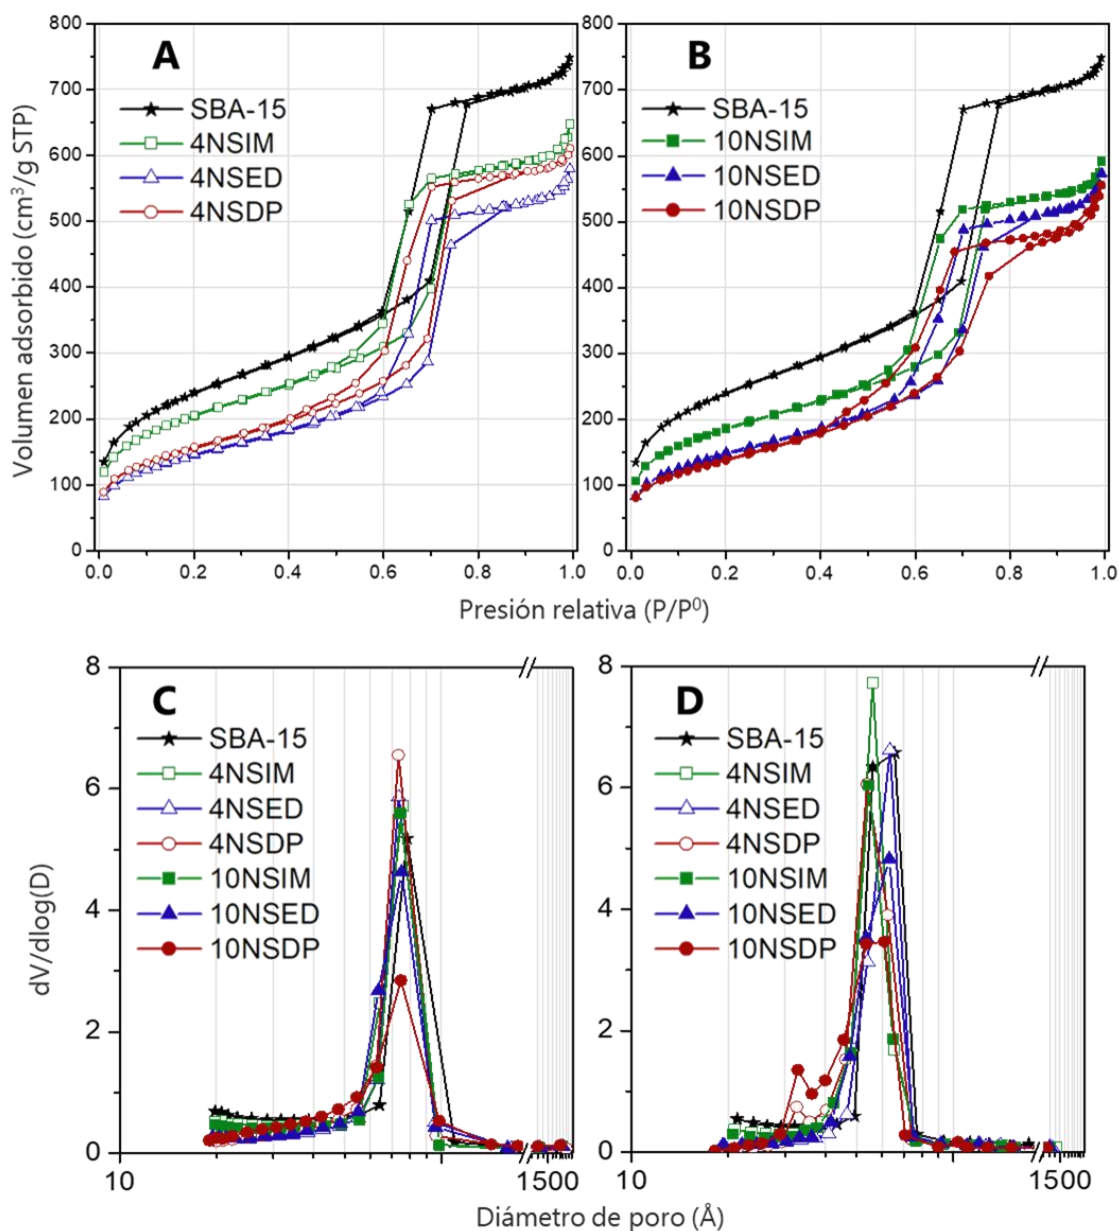 A
B
Volumen adsorbido (cm³/g STP)
800
700
600
500
400
300
200
100
0
SBA-15
4NSIM
4NSED
4NSDP
0.0 0.2 0.4 0.6 0.8 1.0
800
700
600
500
400
300
200
100
0
SBA-15
10NSIM
10NSED
10NSDP
0.0 0.2 0.4 0.6 0.8 1.0
Presión relativa (P/P⁰)
C
D
dV/dlog(D)
8
6
4
2
0
SBA-15
4NSIM
4NSED
4NSDP
10NSIM
10NSED
10NSDP
10 1500
8
6
4
2
0
SBA-15
4NSIM
4NSED
4NSDP
10NSIM
10NSED
10NSDP
10 1500
Diámetro de poro (Å)